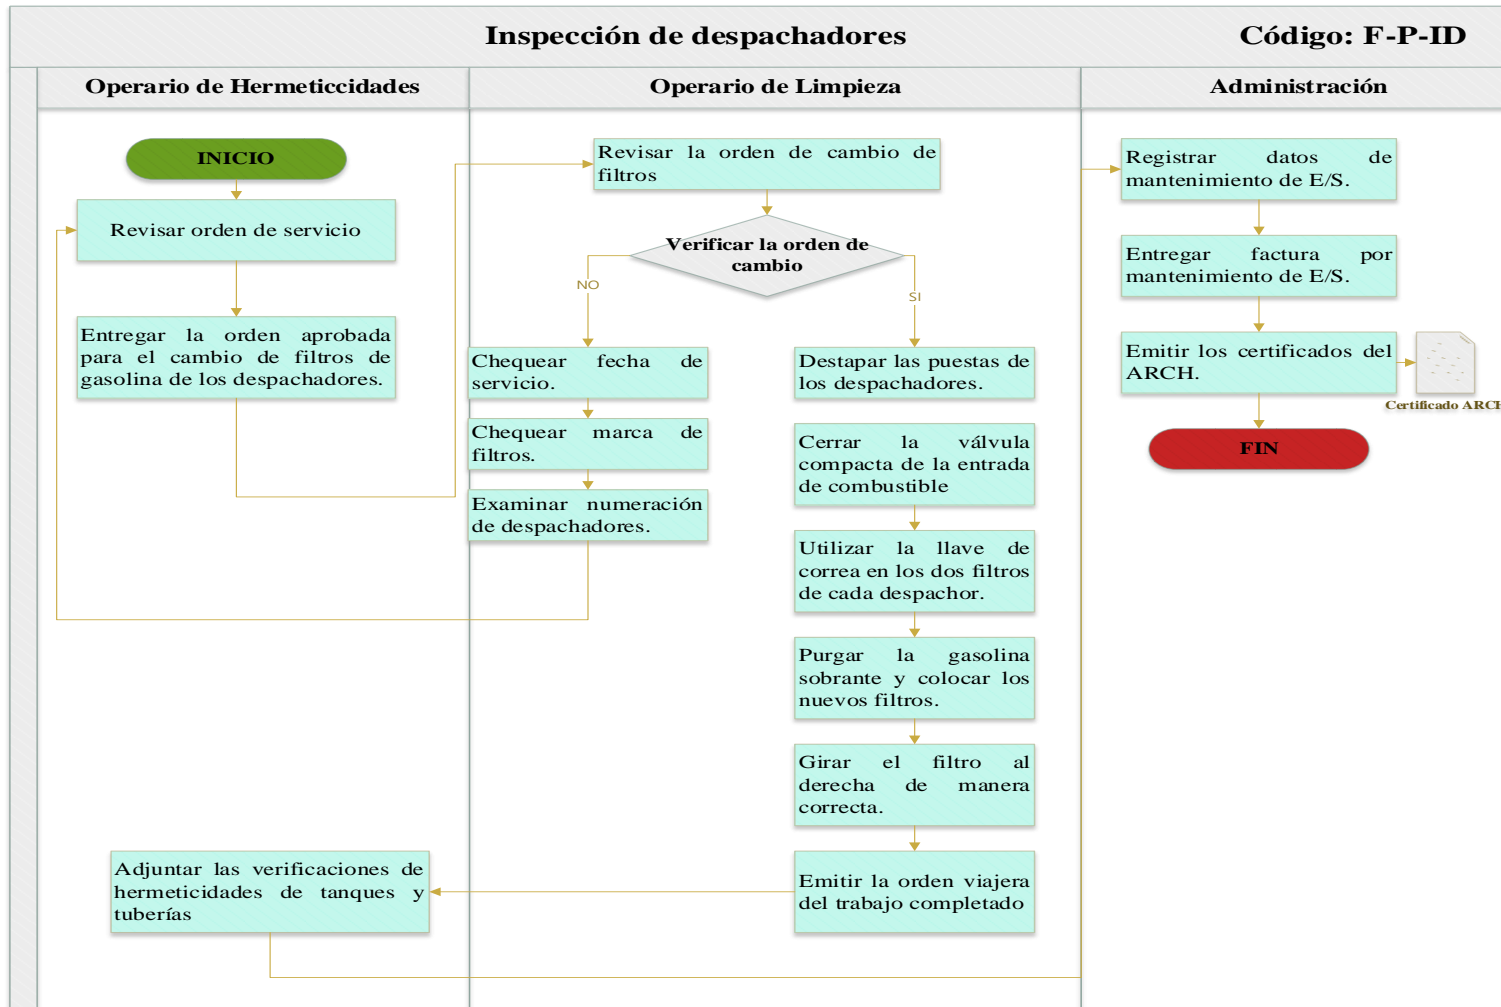 Inspección de despachadores
Código: F-P-ID
Operario de Hermeticcidades
Operario de Limpieza
Administración
INICIO
Revisar orden de servicio
Entregar la orden aprobada
para el cambio de filtros de
gasolina de los despachadores.
Revisar la orden de cambio de
filtros
Verificar la orden de
cambio
NO
SI
Chequear fecha de
servicio.
Chequear marca de
filtros.
Examinar numeración
de despachadores.
Destapar las puestas de
los despachadores.
Cerrar la válvula
compacta de la entrada
de combustible
Utilizar la llave de
correa en los dos filtros
de cada despachor.
Purgar la gasolina
sobrante y colocar los
nuevos filtros.
Girar el filtro al
derecha de manera
correcta.
Emitir la orden viajera
del trabajo completado
Adjuntar las verificaciones de
hermeticidades de tanques y
tuberías
Registrar datos de
mantenimiento de E/S.
Entregar factura por
mantenimiento de E/S.
Emitir los certificados del
ARCH.
Certificado ARCH
FIN